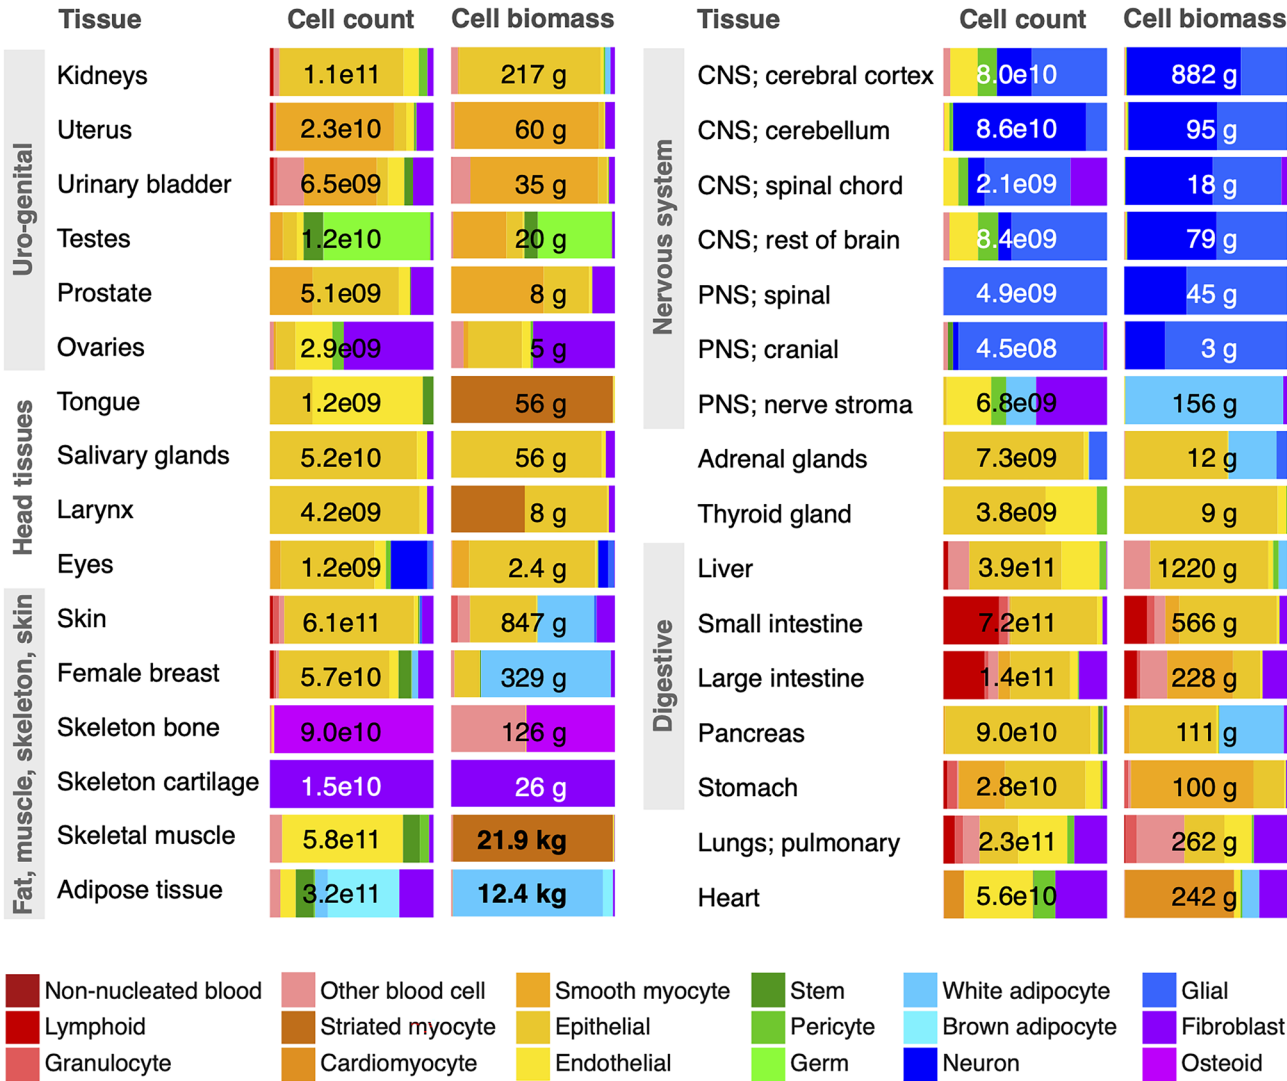 Tissue Cell count Cell biomass
Uro-genital
Kidneys 1.1e11 217 g
Uterus 2.3e10 60 g
Urinary bladder 6.5e09 35 g
Testes 1.2e10 20 g
Prostate 5.1e09 8 g
Ovaries 2.9e09 5 g
Head tissues
Tongue 1.2e09 56 g
Salivary glands 5.2e10 56 g
Larynx 4.2e09 8 g
Eyes 1.2e09 2.4 g
Fat, muscle, skeleton, skin
Skin 6.1e11 847 g
Female breast 5.7e10 329 g
Skeleton bone 9.0e10 126 g
Skeleton cartilage 1.5e10 26 g
Skeletal muscle 5.8e11 21.9 kg
Adipose tissue 3.2e11 12.4 kg
Tissue Cell count Cell biomass
Nervous system
CNS; cerebral cortex 8.0e10 882 g
CNS; cerebellum 8.6e10 95 g
CNS; spinal chord 2.1e09 18 g
CNS; rest of brain 8.4e09 79 g
PNS; spinal 4.9e09 45 g
PNS; cranial 4.5e08 3 g
PNS; nerve stroma 6.8e09 156 g
Adrenal glands 7.3e09 12 g
Thyroid gland 3.8e09 9 g
Digestive
Liver 3.9e11 1220 g
Small intestine 7.2e11 566 g
Large intestine 1.4e11 228 g
Pancreas 9.0e10 111 g
Stomach 2.8e10 100 g
Lungs; pulmonary 2.3e11 262 g
Heart 5.6e10 242 g
Non-nucleated blood Other blood cell Smooth myocyte Stem White adipocyte Glial
Lymphoid Striated myocyte Epithelial Pericyte Brown adipocyte Fibroblast
Granulocyte Cardiomyocyte Endothelial Germ Neuron Osteoid